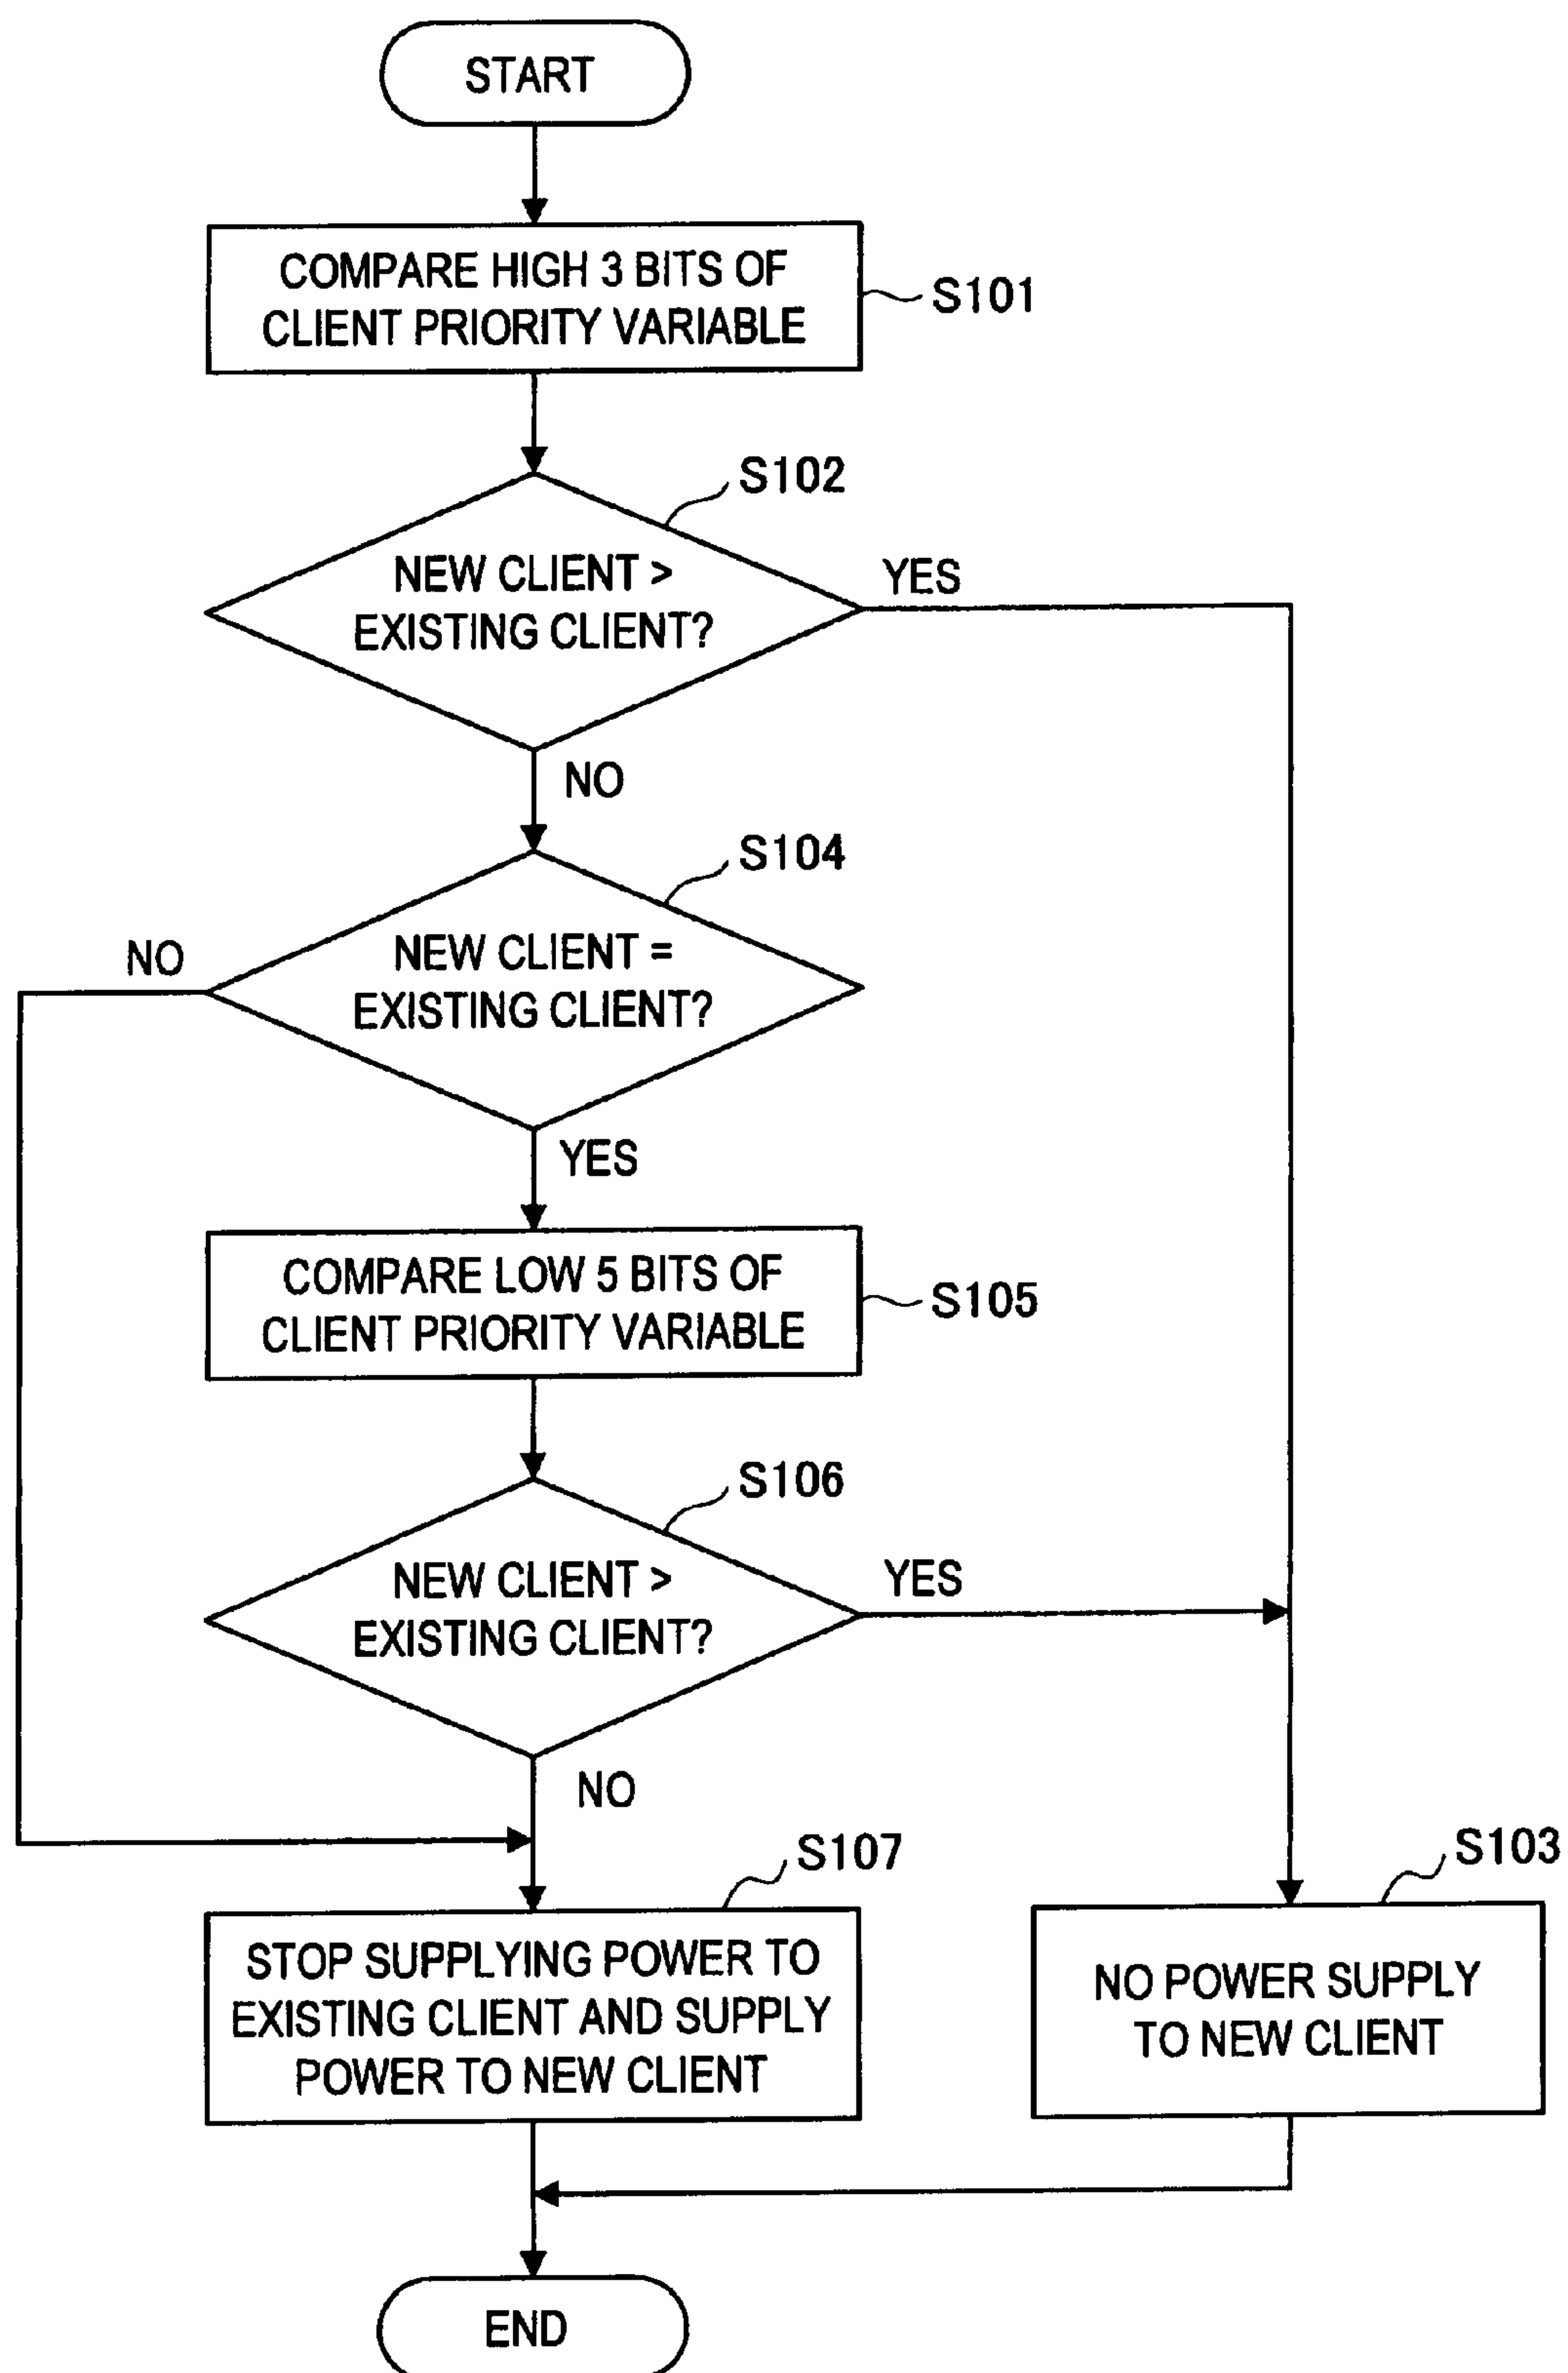 START
COMPARE HIGH 3 BITS OF
CLIENT PRIORITY VARIABLE
S101
S102
NEW CLIENT >
EXISTING CLIENT?
YES
NO
S104
NEW CLIENT =
EXISTING CLIENT?
NO
YES
COMPARE LOW 5 BITS OF
CLIENT PRIORITY VARIABLE
S105
S106
NEW CLIENT >
EXISTING CLIENT?
YES
NO
S107
STOP SUPPLYING POWER TO
EXISTING CLIENT AND SUPPLY
POWER TO NEW CLIENT
S103
NO POWER SUPPLY
TO NEW CLIENT
END